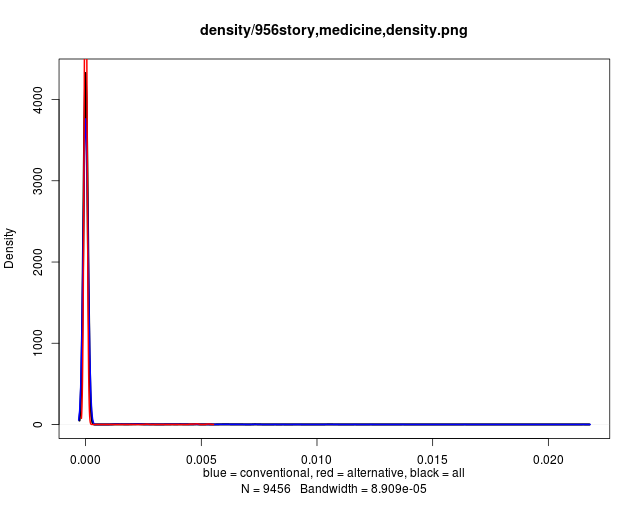 density/956story,medicine,density.png
Density
4000
3000
2000
1000
0
0.000 0.005 0.010 0.015 0.020
blue = conventional, red = alternative, black = all
N = 9456 Bandwidth = 8.909e-05